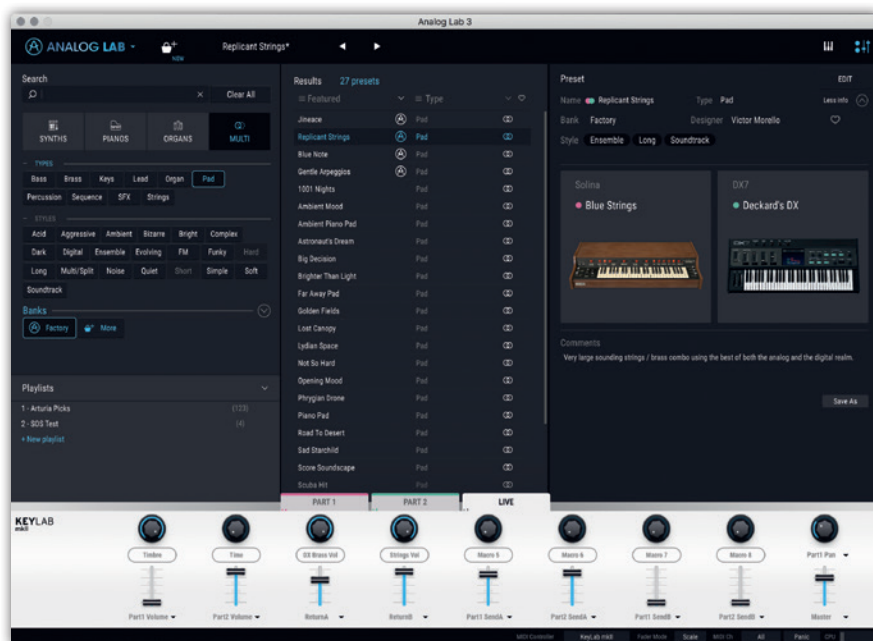 Analog Lab 3
ANALOG LAB
NEW
Replicant Strings*
Search
Clear All
SYNTHS PIANOS ORGANS MULTI
TYPES
Bass Brass Keys Lead Organ Pad
Percussion Sequence SFX Strings
STYLES
Acid Aggressive Ambient Bizarre Bright Complex
Dark Digital Ensemble Evolving FM Funky Hard
Long Multi/Split Noise Quiet Short Simple Soft
Soundtrack
Banks
Factory More
Playlists
1 - Arturia Picks (123)
2 - SOS Test (4)
+ New playlist
Results 27 presets
Featured Type
Jineace Pad
Replicant Strings Pad
Blue Note Pad
Gentle Arpeggios Pad
1001 Nights Pad
Ambient Mood Pad
Ambient Piano Pad Pad
Astronaut's Dream Pad
Big Decision Pad
Brighter Than Light Pad
Far Away Pad Pad
Golden Fields Pad
Lost Canopy Pad
Lydian Space Pad
Not So Hard Pad
Opening Mood Pad
Phrygian Drone Pad
Piano Pad Pad
Road To Desert Pad
Sad Starchild Pad
Score Soundscape Pad
Scuba Hit Pad
Preset EDIT
Name Replicant Strings Type Pad Less info
Bank Factory Designer Victor Morello
Style Ensemble Long Soundtrack
Solina
Blue Strings
DX7
Deckard's DX
Comments
Very large sounding strings / brass combo using the best of both the analog and the digital realm.
Save As
PART 1 PART 2 LIVE
KEYLAB
mkII
Timbre Time DX Brass Vol Strings Vol Macro 5 Macro 6 Macro 7 Macro 8 Part1 Pan
Part1 Volume Part2 Volume ReturnA ReturnB Part1 SendA Part2 SendA Part1 SendB Part2 SendB Master
MIDI Controller KeyLab mkII Fader Mode Scale MIDI Ch All Panic CPU